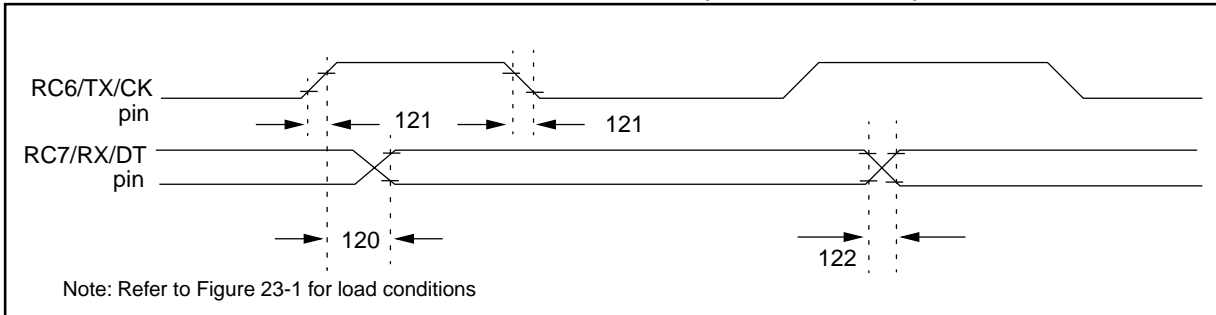 RC6/TX/CK
pin
121
121
RC7/RX/DT
pin
120
122
Note: Refer to Figure 23-1 for load conditions